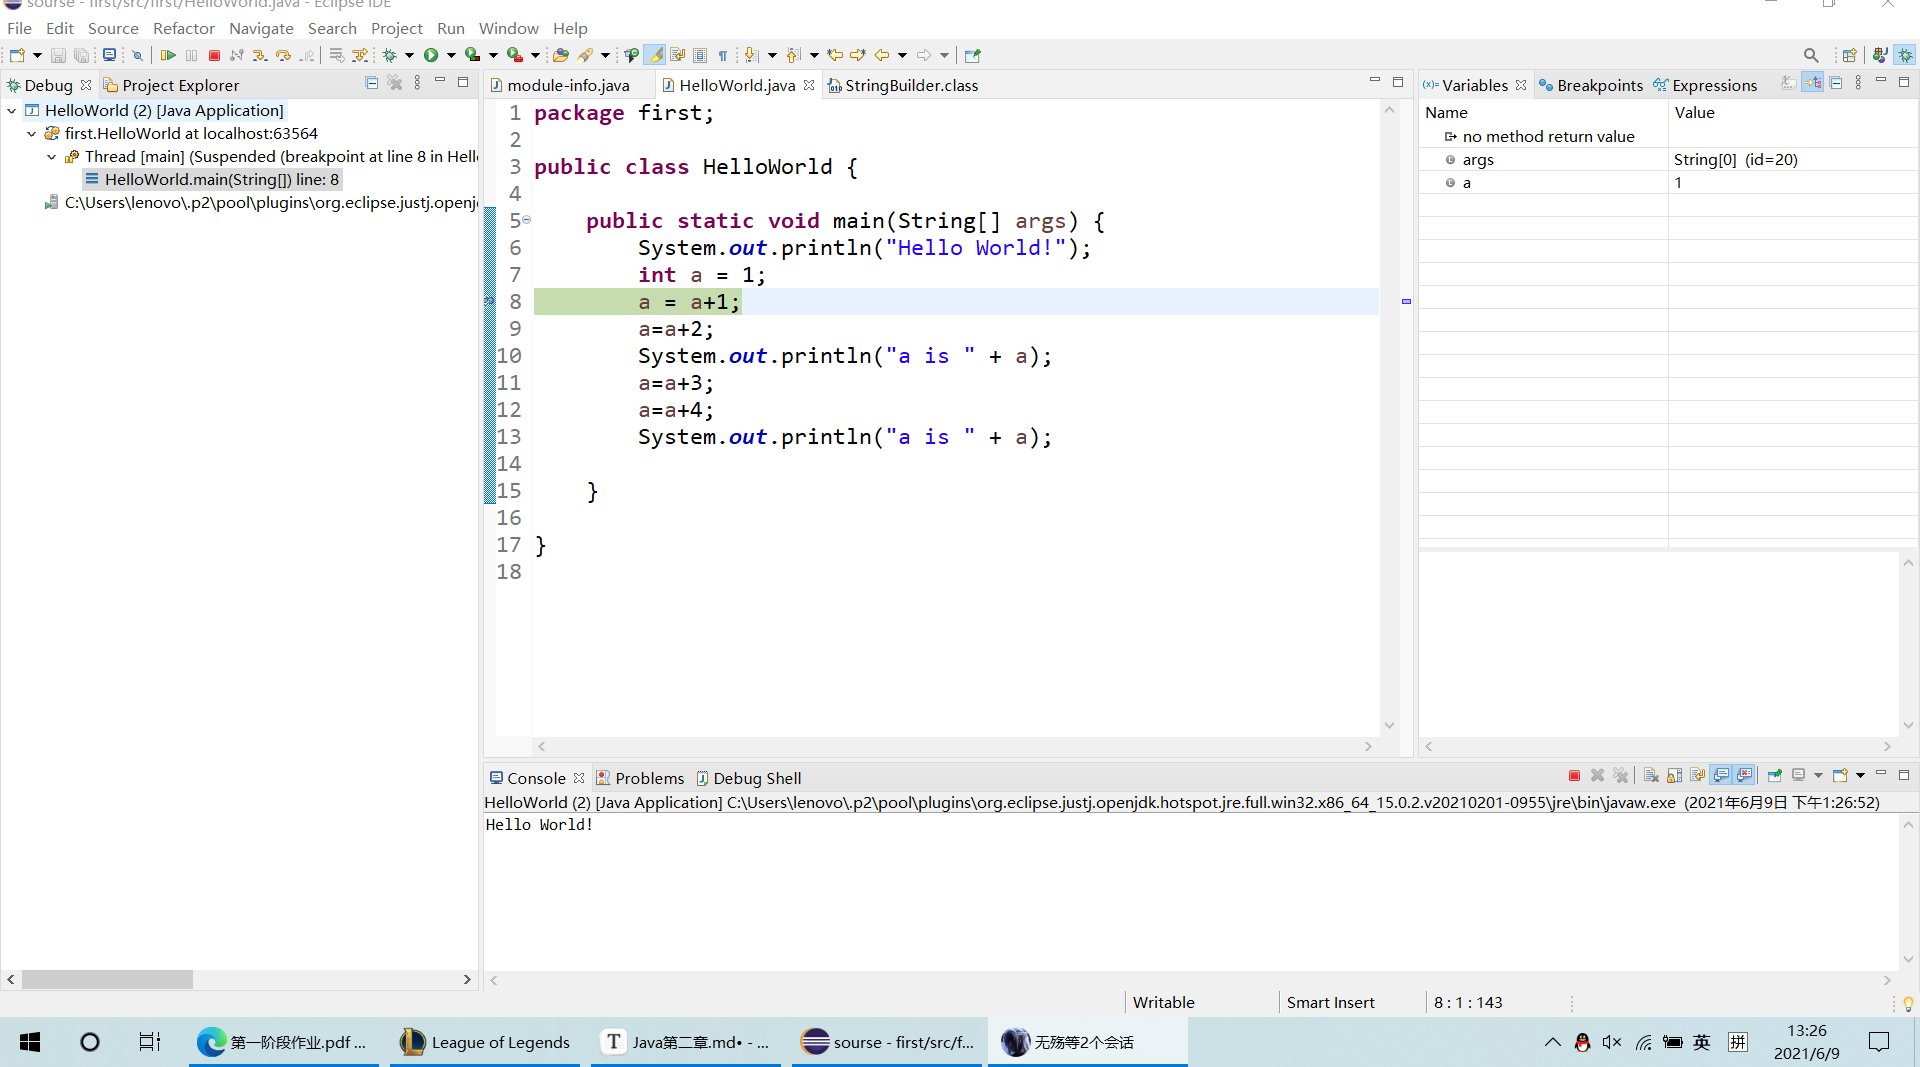 sourse - first/src/first/HelloWorld.java - Eclipse IDE
File Edit Source Refactor Navigate Search Project Run Window Help
Debug Project Explorer
HelloWorld (2) [Java Application]
first.HelloWorld at localhost:63564
Thread [main] (Suspended (breakpoint at line 8 in Hell
HelloWorld.main(String[]) line: 8
C:\Users\lenovo\.p2\pool\plugins\org.eclipse.justj.openj
module-info.java HelloWorld.java StringBuilder.class
1 package first;
2
3 public class HelloWorld {
4
5 public static void main(String[] args) {
6 System.out.println("Hello World!");
7 int a = 1;
8 a = a+1;
9 a=a+2;
10 System.out.println("a is " + a);
11 a=a+3;
12 a=a+4;
13 System.out.println("a is " + a);
14
15 }
16
17 }
18
(x)= Variables Breakpoints Expressions
Name Value
no method return value
args String[0] (id=20)
a 1
Console Problems Debug Shell
HelloWorld (2) [Java Application] C:\Users\lenovo\.p2\pool\plugins\org.eclipse.justj.openjdk.hotspot.jre.full.win32.x86_64_15.0.2.v20210201-0955\jre\bin\javaw.exe (2021年6月9日 下午1:26:52)
Hello World!
Writable Smart Insert 8 : 1 : 143
第一阶段作业.pdf ... League of Legends T Java第二章.md• - ... sourse - first/src/f... 无殇等2个会话
英 拼 13:26
2021/6/9